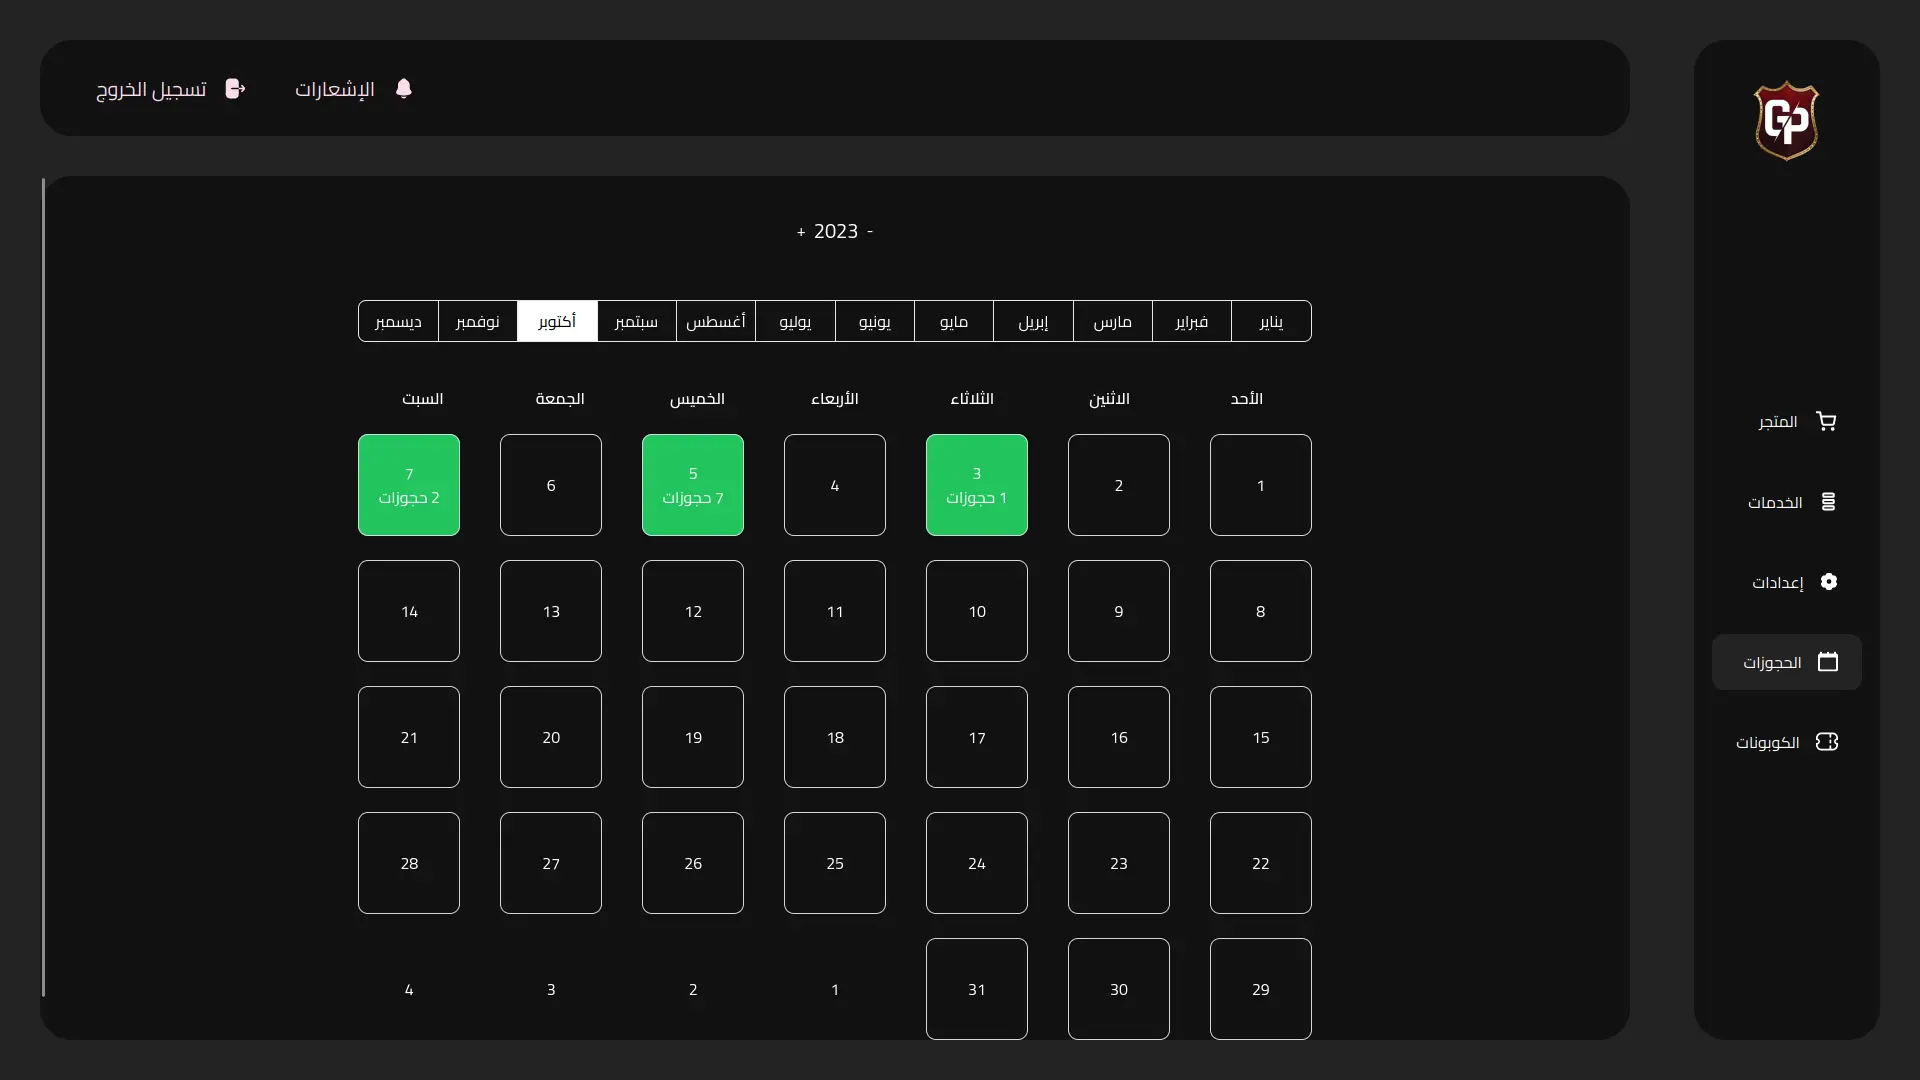 GP
الإشعارات
تسجيل الخروج
المتجر
الخدمات
إعدادات
الحجوزات
الكوبونات
- 2023 +
يناير فبراير مارس إبريل مايو يونيو يوليو أغسطس سبتمبر أكتوبر نوفمبر ديسمبر
الأحد الاثنين الثلاثاء الأربعاء الخميس الجمعة السبت
1
2
3
1 حجوزات
4
5
7 حجوزات
6
7
2 حجوزات
8 9 10 11 12 13 14
15 16 17 18 19 20 21
22 23 24 25 26 27 28
29 30 31 1 2 3 4